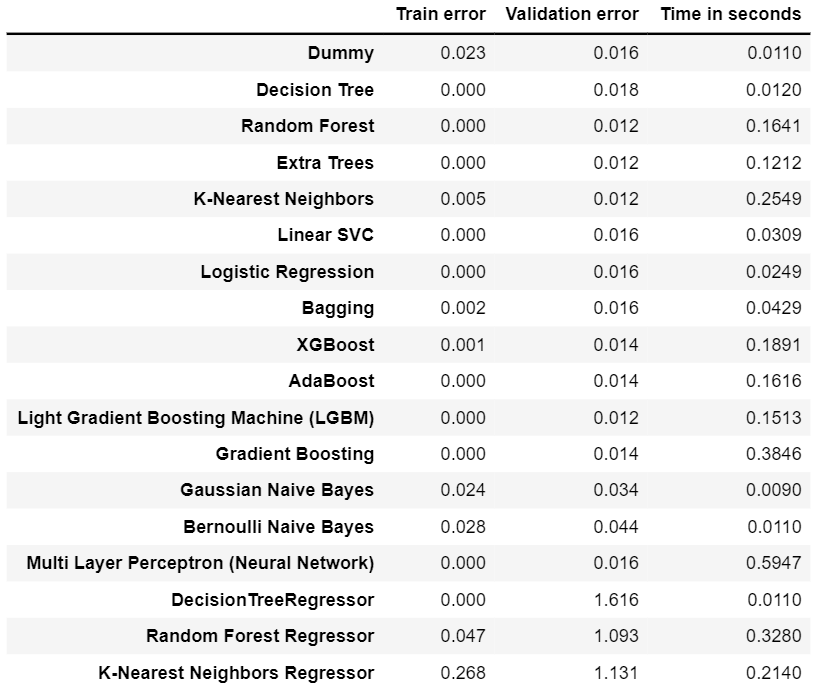 Train error Validation error Time in seconds
Dummy 0.023 0.016 0.0110
Decision Tree 0.000 0.018 0.0120
Random Forest 0.000 0.012 0.1641
Extra Trees 0.000 0.012 0.1212
K-Nearest Neighbors 0.005 0.012 0.2549
Linear SVC 0.000 0.016 0.0309
Logistic Regression 0.000 0.016 0.0249
Bagging 0.002 0.016 0.0429
XGBoost 0.001 0.014 0.1891
AdaBoost 0.000 0.014 0.1616
Light Gradient Boosting Machine (LGBM) 0.000 0.012 0.1513
Gradient Boosting 0.000 0.014 0.3846
Gaussian Naive Bayes 0.024 0.034 0.0090
Bernoulli Naive Bayes 0.028 0.044 0.0110
Multi Layer Perceptron (Neural Network) 0.000 0.016 0.5947
DecisionTreeRegressor 0.000 1.616 0.0110
Random Forest Regressor 0.047 1.093 0.3280
K-Nearest Neighbors Regressor 0.268 1.131 0.2140